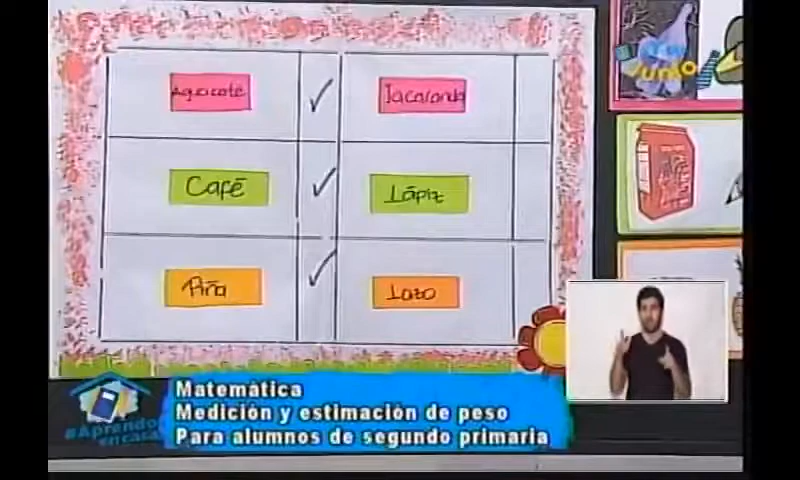 Aguacate
Jacaranda
Café
Lápiz
Piña
Lazo
Junio
Matemática
Medición y estimación de peso
Para alumnos de segundo primaria
#Aprendo
en casa